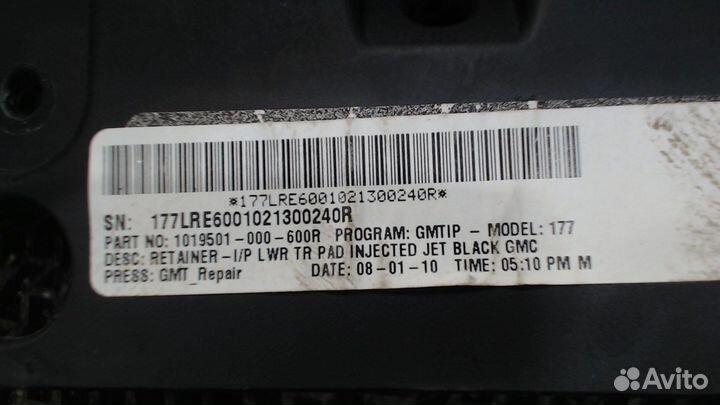 *177LRE6001021300240R*
SN: 177LRE6001021300240R
PART NO: 1019501-000-600R PROGRAM: GMTIP - MODEL: 177
DESC: RETAINER-I/P LWR TR PAD INJECTED JET BLACK GMC
PRESS: GMT_Repair DATE: 08-01-10 TIME: 05:10 PM M
Avito